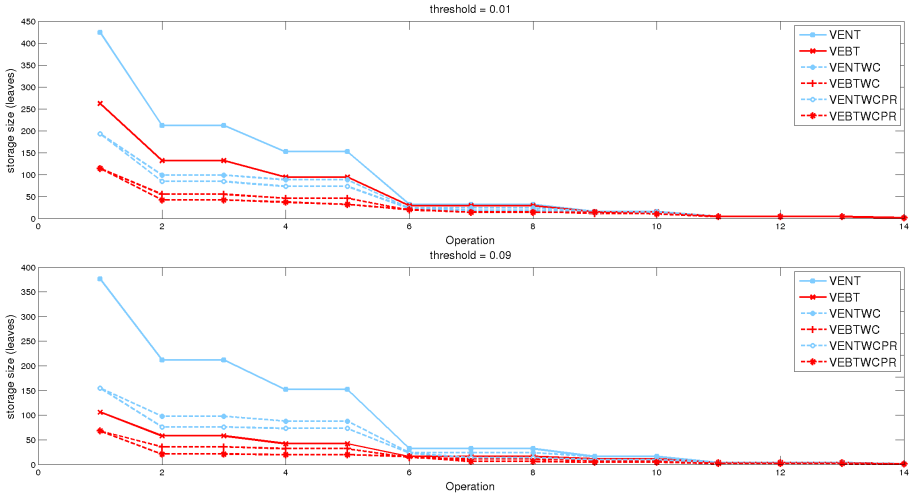 threshold = 0.01
450
400
350
300
250
200
150
100
50
0
storage size (leaves)
VENT
VEBT
VENTWC
VEBTWC
VENTWCPR
VEBTWCPR
0 2 4 6 8 10 12 14
Operation
threshold = 0.09
400
350
300
250
200
150
100
50
0
storage size (leaves)
VENT
VEBT
VENTWC
VEBTWC
VENTWCPR
VEBTWCPR
0 2 4 6 8 10 12 14
Operation